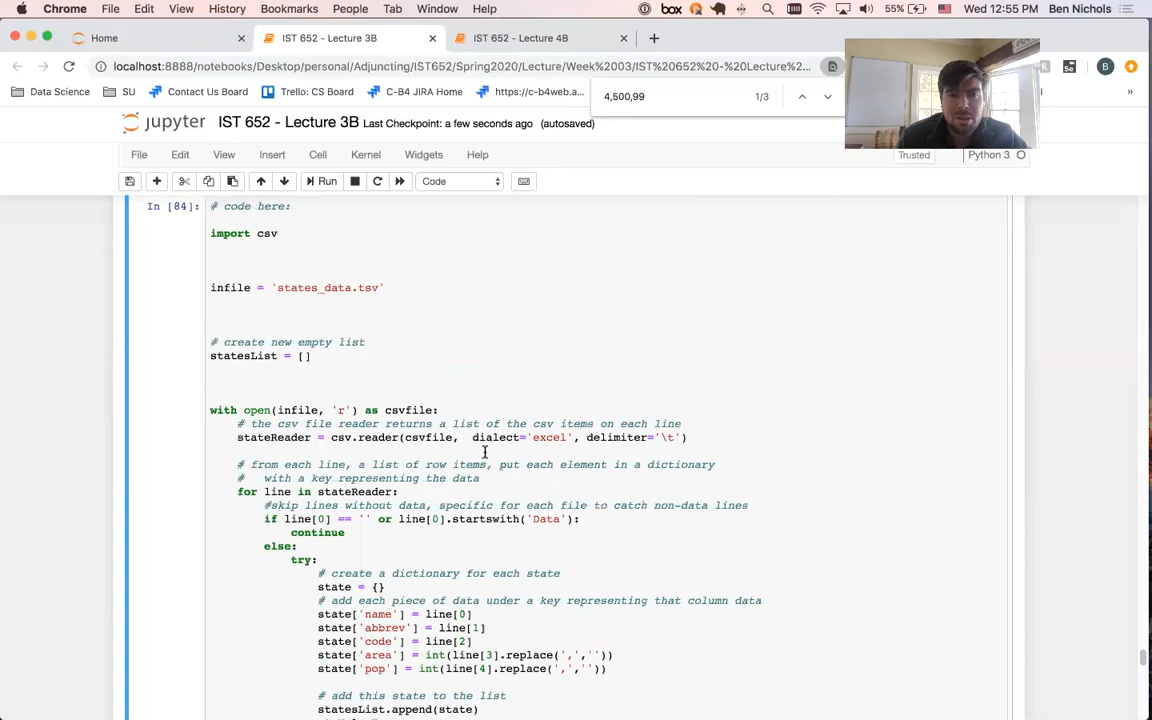 Chrome File Edit View History Bookmarks People Tab Window Help box 55% Wed 12:55 PM Ben Nichols
Home IST 652 - Lecture 3B IST 652 - Lecture 4B
localhost:8888/notebooks/Desktop/personal/Adjuncting/IST652/Spring2020/Lecture/Week%2003/IST%20652%20-%20Lecture%...
Data Science SU Contact Us Board Trello: CS Board C-B4 JIRA Home https://c-b4web.a...
4,500,99 1/3
jupyter IST 652 - Lecture 3B Last Checkpoint: a few seconds ago (autosaved)
File Edit View Insert Cell Kernel Widgets Help Trusted Python 3
Run Code
In [84]: # code here:
import csv
infile = 'states_data.tsv'
# create new empty list
statesList = []
with open(infile, 'r') as csvfile:
# the csv file reader returns a list of the csv items on each line
stateReader = csv.reader(csvfile, dialect='excel', delimiter='\t')
# from each line, a list of row items, put each element in a dictionary
# with a key representing the data
for line in stateReader:
#skip lines without data, specific for each file to catch non-data lines
if line[0] == '' or line[0].startswith('Data'):
continue
else:
try:
# create a dictionary for each state
state = {}
# add each piece of data under a key representing that column data
state['name'] = line[0]
state['abbrev'] = line[1]
state['code'] = line[2]
state['area'] = int(line[3].replace(',',''))
state['pop'] = int(line[4].replace(',',''))
# add this state to the list
statesList.append(state)